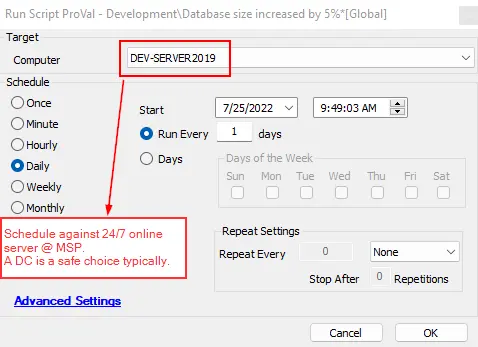 Run Script ProVal - Development\Database size increased by 5%*[Global]
Target
Computer
DEV-SERVER2019
Schedule
Once
Minute
Hourly
Daily
Weekly
Monthly
Start
7/25/2022
9:49:03 AM
Run Every
1
days
Days
Days of the Week
Sun Mon Tue Wed Thu Fri Sat
Schedule against 24/7 online
server @ MSP.
A DC is a safe choice typically.
Repeat Settings
Repeat Every
0
None
Stop After 0 Repetitions
Advanced Settings
Cancel
OK